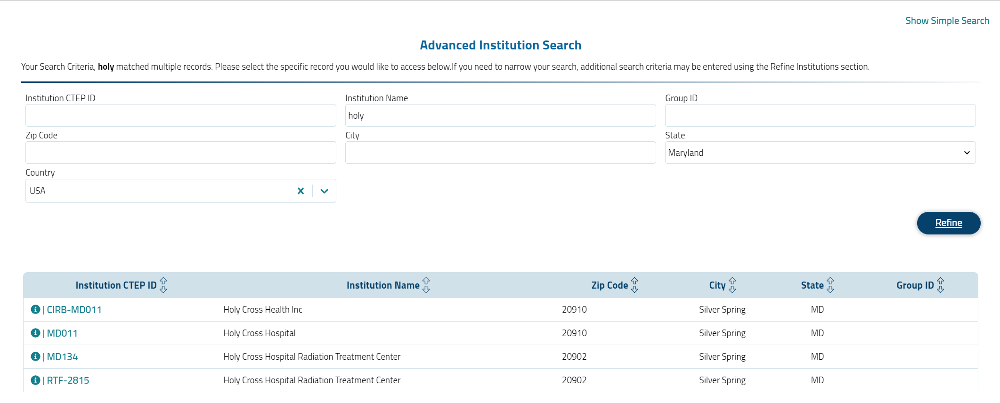 Show Simple Search
Advanced Institution Search
Your Search Criteria, holy matched multiple records. Please select the specific record you would like to access below.If you need to narrow your search, additional search criteria may be entered using the Refine Institutions section.
Institution CTEP ID Institution Name Group ID
holy
Zip Code City State
Maryland
Country
USA
Refine
Institution CTEP ID Institution Name Zip Code City State Group ID
| CIRB-MD011 Holy Cross Health Inc 20910 Silver Spring MD
| MD011 Holy Cross Hospital 20910 Silver Spring MD
| MD134 Holy Cross Hospital Radiation Treatment Center 20902 Silver Spring MD
| RTF-2815 Holy Cross Hospital Radiation Treatment Center 20902 Silver Spring MD